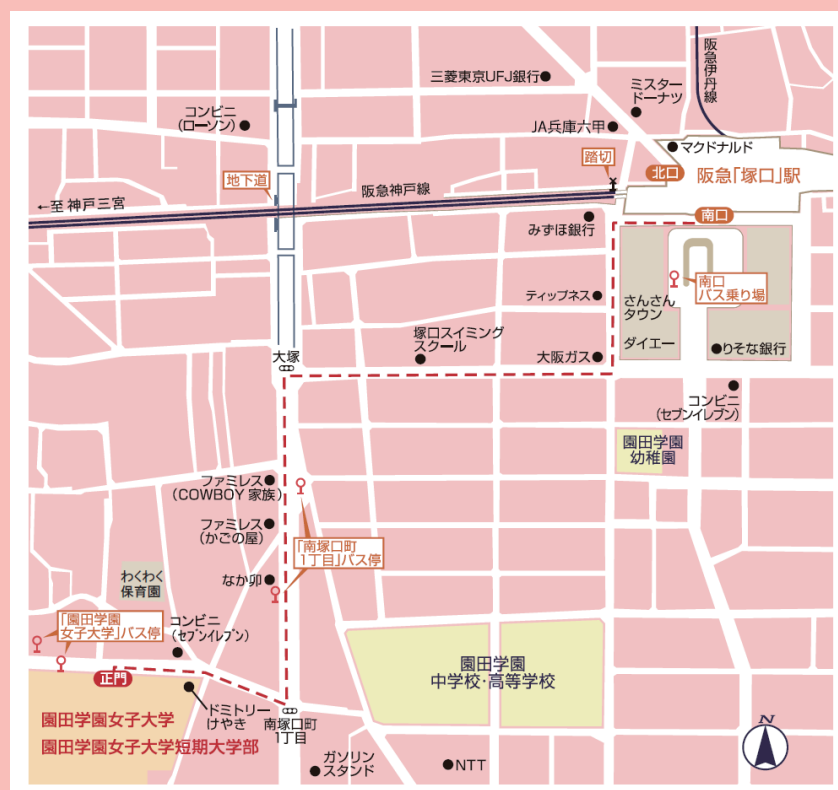 阪急伊丹線
三菱東京UFJ銀行
ミスター
ドーナツ
コンビニ
(ローソン)
JA兵庫六甲
マクドナルド
踏切
北口
阪急「塚口」駅
地下道
阪急神戸線
←至 神戸三宮
南口
みずほ銀行
南口
バス乗り場
ティップネス
さんさん
タウン
塚口スイミング
スクール
大塚
大阪ガス
ダイエー
りそな銀行
コンビニ
(セブンイレブン)
園田学園
幼稚園
ファミレス
(COWBOY 家族)
ファミレス
(かごの屋)
「南塚口町
1丁目」バス停
わくわく
保育園
なか卯
「園田学園
女子大学」バス停
コンビニ
(セブンイレブン)
園田学園
中学校・高等学校
正門
ドミトリー
けやき
園田学園女子大学
園田学園女子大学短期大学部
南塚口町
1丁目
ガソリン
スタンド
NTT
N